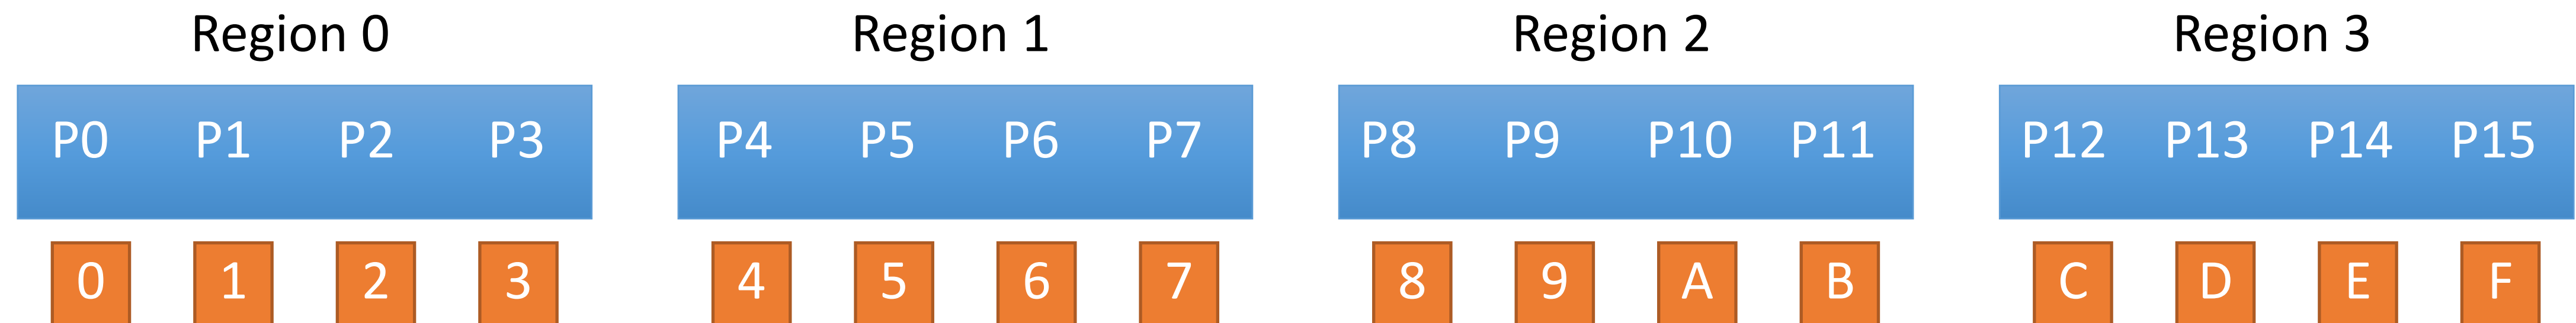 Region 0 Region 1 Region 2 Region 3
P0 P1 P2 P3 P4 P5 P6 P7 P8 P9 P10 P11 P12 P13 P14 P15
0 1 2 3 4 5 6 7 8 9 A B C D E F